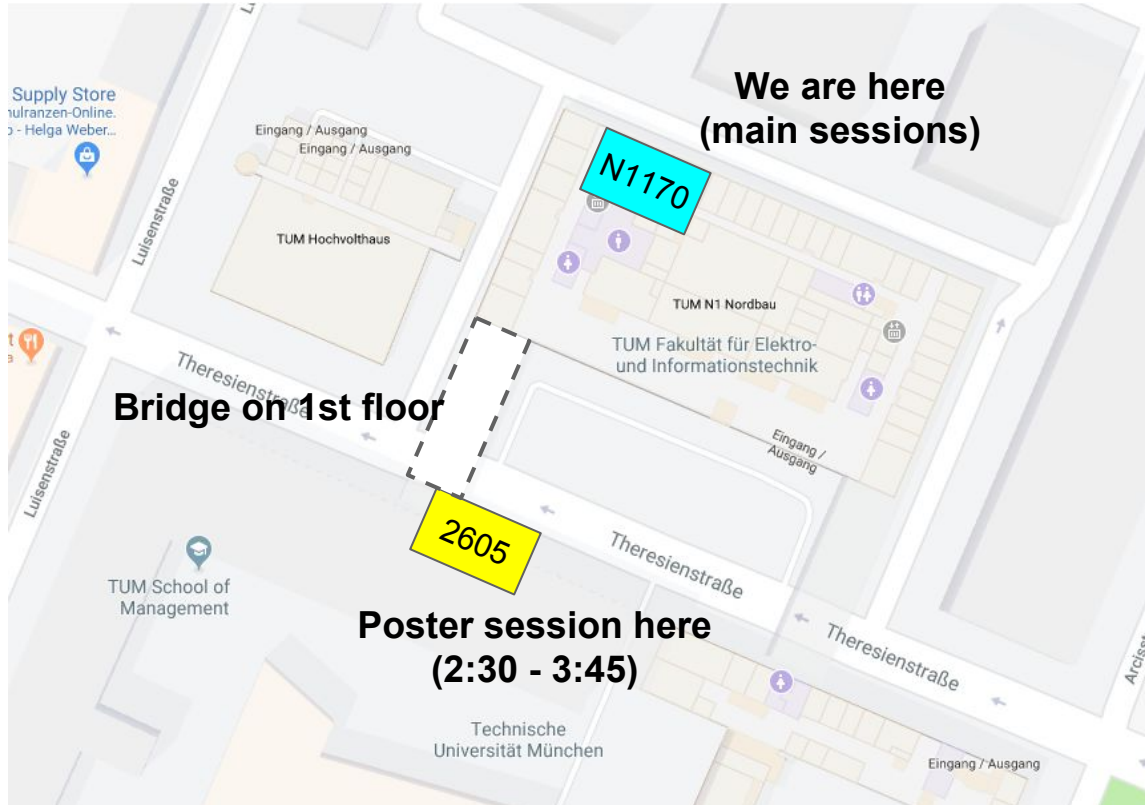 Supply Store
nulranzen-Online.
o - Helga Weber...
Luisenstraße
Eingang / Ausgang
Eingang / Ausgang
TUM Hochvolthaus
We are here
(main sessions)
N1170
TUM N1 Nordbau
TUM Fakultät für Elektro-
und Informationstechnik
Theresienstraße
Bridge on 1st floor
Eingang /
Ausgang
Luisenstraße
2605
Theresienstraße
TUM School of
Management
Poster session here
(2:30 - 3:45)
Theresienstraße
Arcisst
Technische
Universität München
Eingang / Ausgang